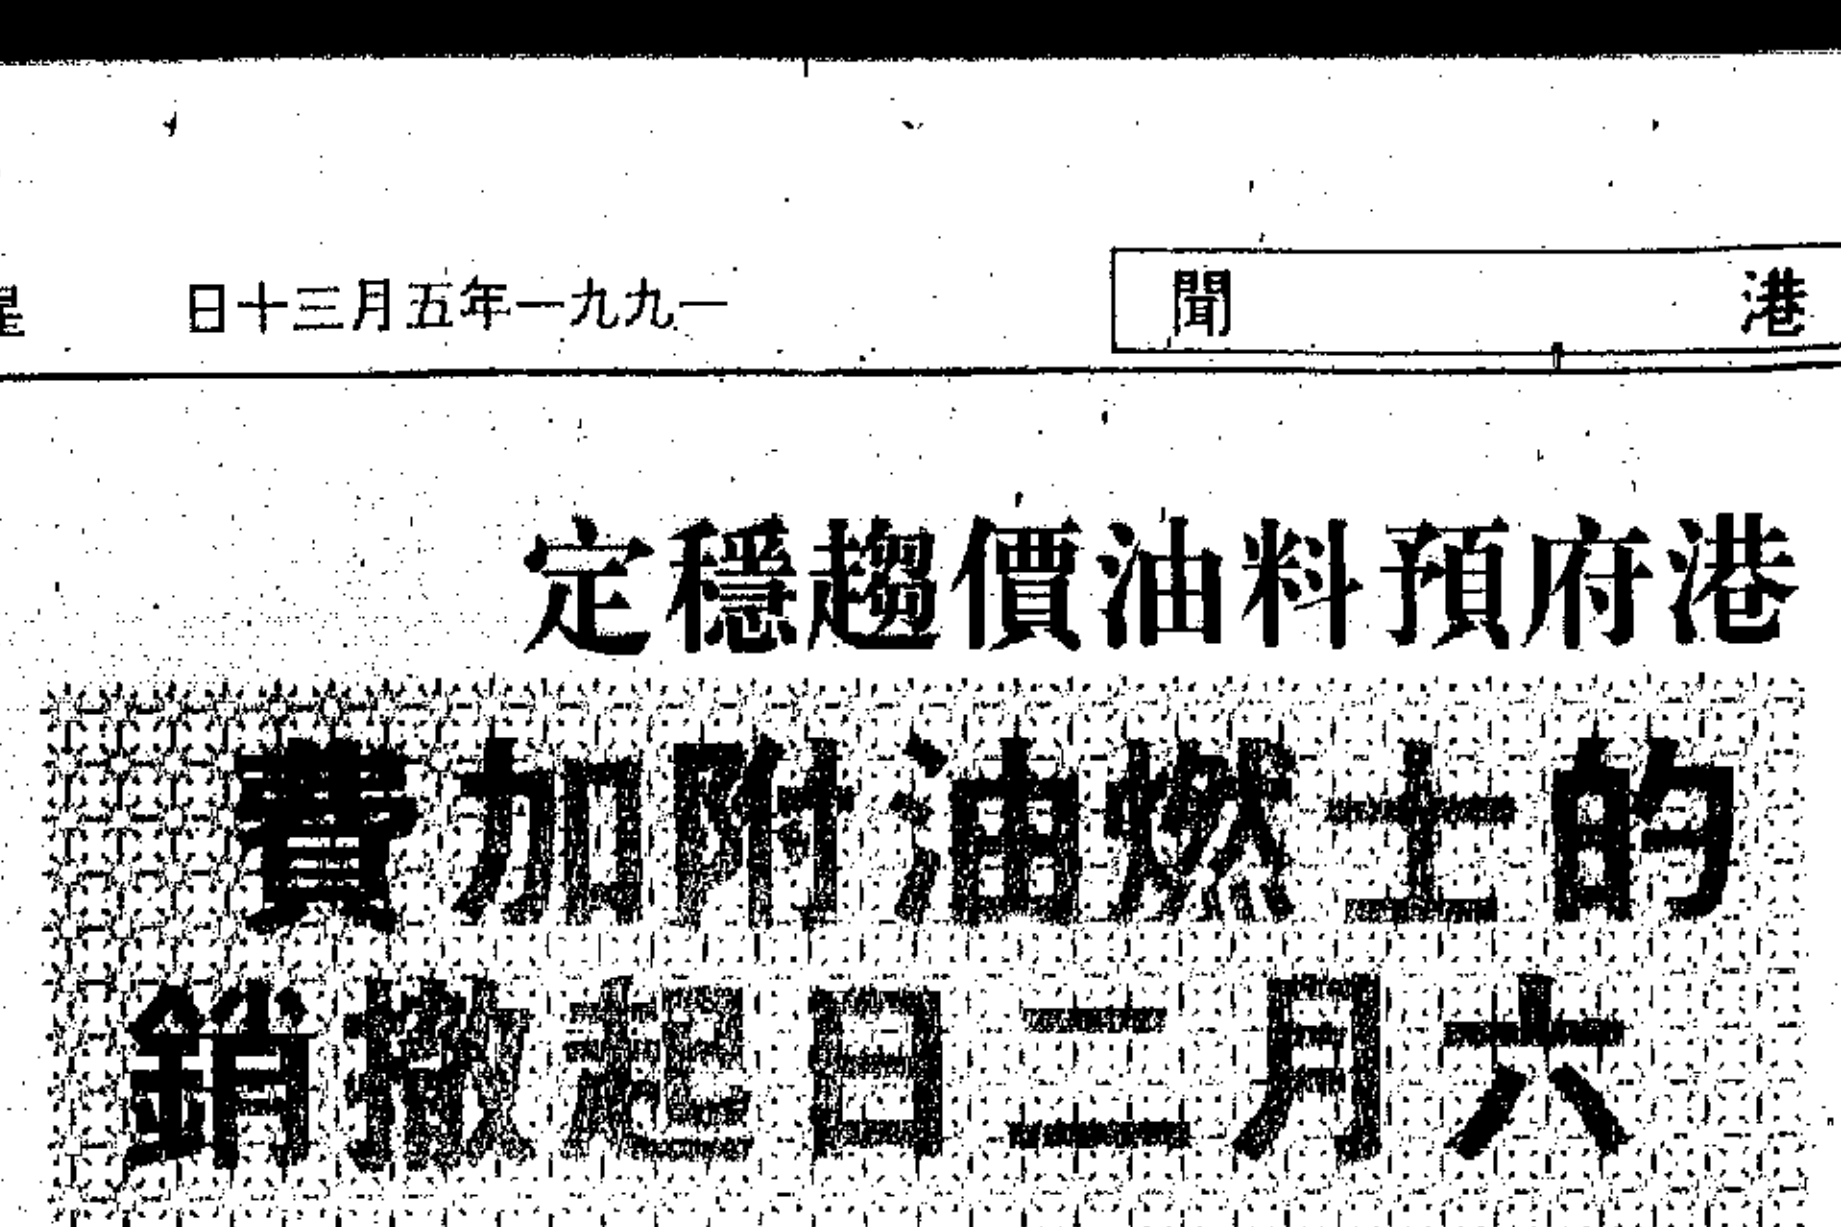 港聞
一九九一年五月三十日
港府預料油價趨穩定
的士燃油附加費
六月二日起撤銷